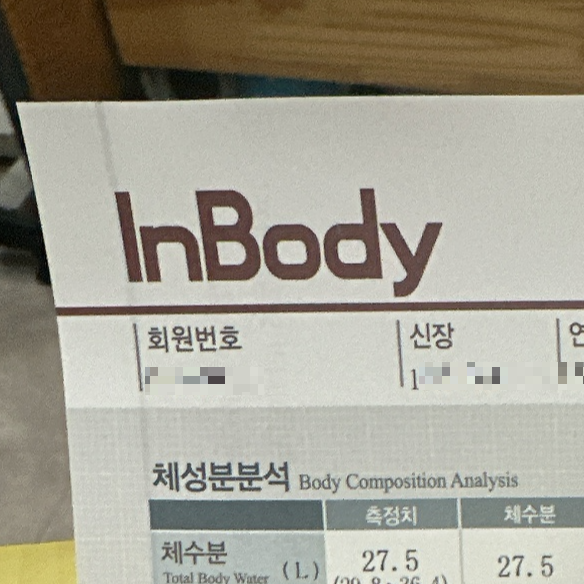 InBody
회원번호 신장
체성분분석 Body Composition Analysis
측정치 체수분
체수분 (L) 27.5 27.5
Total Body Water